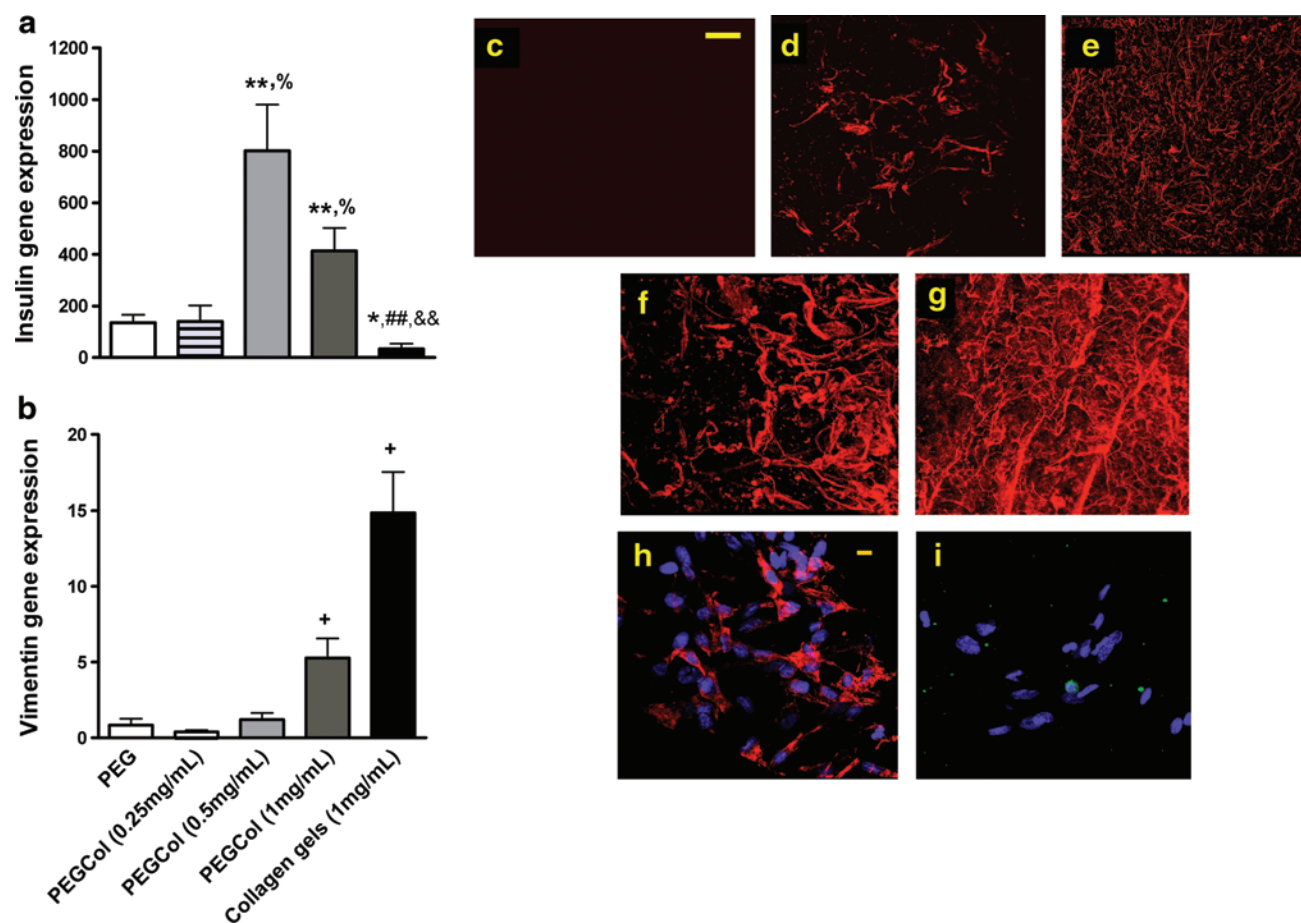 a
Insulin gene expression
1200
1000
800
600
400
200
0
**,%
**,%
*,##,&&
b
Vimentin gene expression
20
15
10
5
0
+
+
PEG
PEGCol (0.25mg/mL)
PEGCol (0.5mg/mL)
PEGCol (1mg/mL)
Collagen gels (1mg/mL)
c
d
e
f
g
h
i